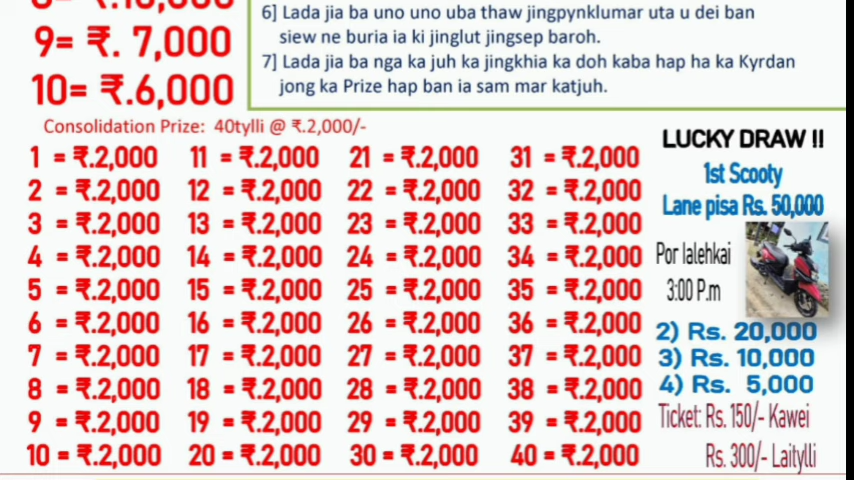 9= ₹. 7,000
10= ₹.6,000
6] Lada jia ba uno uno uba thaw jingpynklumar uta u dei ban
siew ne buria ia ki jinglut jingsep baroh.
7] Lada jia ba nga ka juh ka jingkhia ka doh kaba hap ha ka Kyrdan
jong ka Prize hap ban ia sam mar katjuh.
Consolidation Prize: 40tylli @ ₹.2,000/-
1 = ₹.2,000 11 = ₹.2,000 21 = ₹.2,000 31 = ₹.2,000
2 = ₹.2,000 12 = ₹.2,000 22 = ₹.2,000 32 = ₹.2,000
3 = ₹.2,000 13 = ₹.2,000 23 = ₹.2,000 33 = ₹.2,000
4 = ₹.2,000 14 = ₹.2,000 24 = ₹.2,000 34 = ₹.2,000
5 = ₹.2,000 15 = ₹.2,000 25 = ₹.2,000 35 = ₹.2,000
6 = ₹.2,000 16 = ₹.2,000 26 = ₹.2,000 36 = ₹.2,000
7 = ₹.2,000 17 = ₹.2,000 27 = ₹.2,000 37 = ₹.2,000
8 = ₹.2,000 18 = ₹.2,000 28 = ₹.2,000 38 = ₹.2,000
9 = ₹.2,000 19 = ₹.2,000 29 = ₹.2,000 39 = ₹.2,000
10 = ₹.2,000 20 = ₹.2,000 30 = ₹.2,000 40 = ₹.2,000
LUCKY DRAW !!
1st Scooty
Lane pisa Rs. 50,000
Por lalehkai
3:00 P.m
2) Rs. 20,000
3) Rs. 10,000
4) Rs. 5,000
Ticket: Rs. 150/- Kawei
Rs. 300/- Laitylli